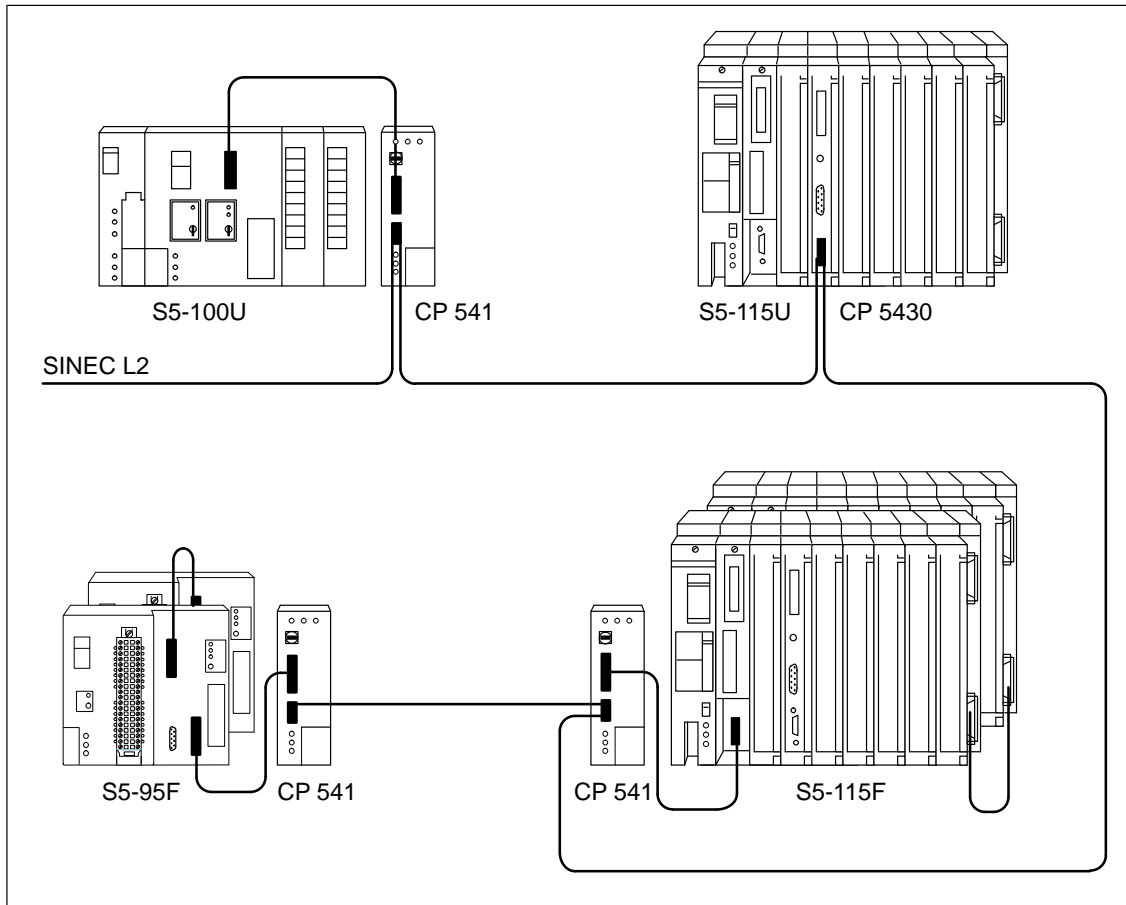 S5-100U
CP 541
S5-115U
CP 5430
SINEC L2
S5-95F
CP 541
CP 541
S5-115F